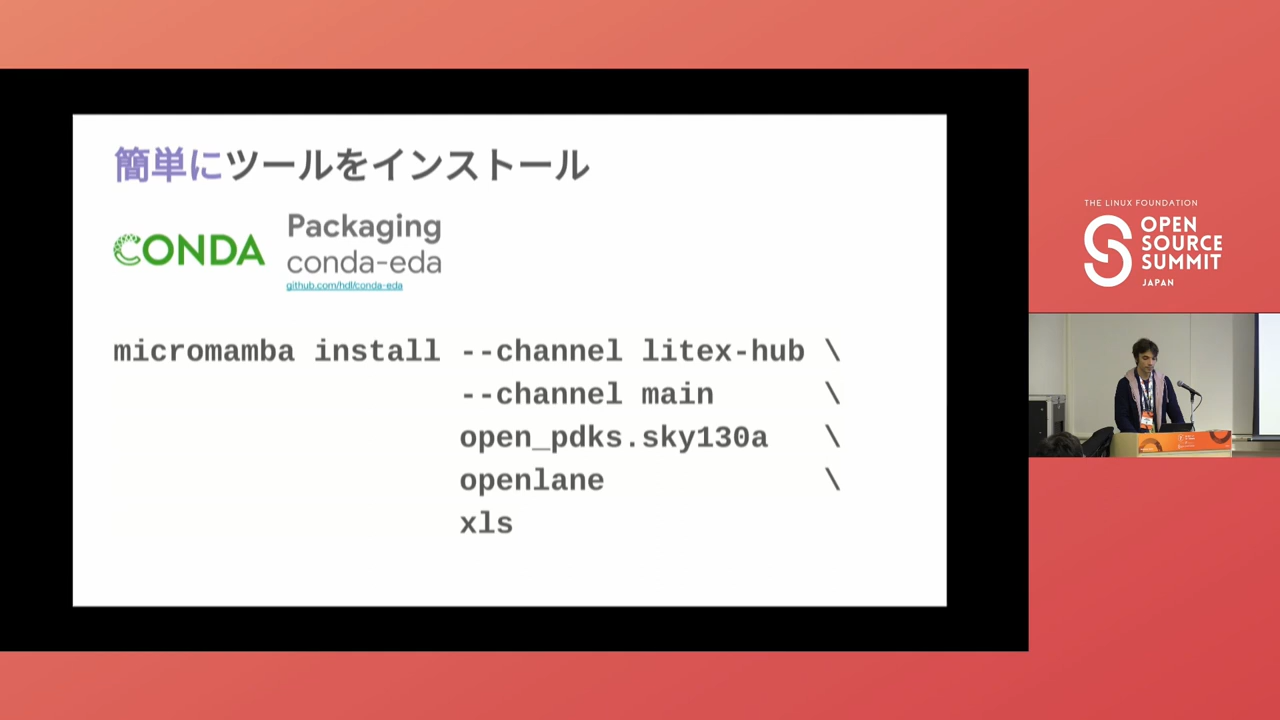 簡単にツールをインストール
CONDA
Packaging
conda-eda
github.com/hdl/conda-eda
micromamba install --channel litex-hub \
--channel main \
open_pdks.sky130a \
openlane \
xls
THE LINUX FOUNDATION
OPEN
SOURCE
SUMMIT
JAPAN